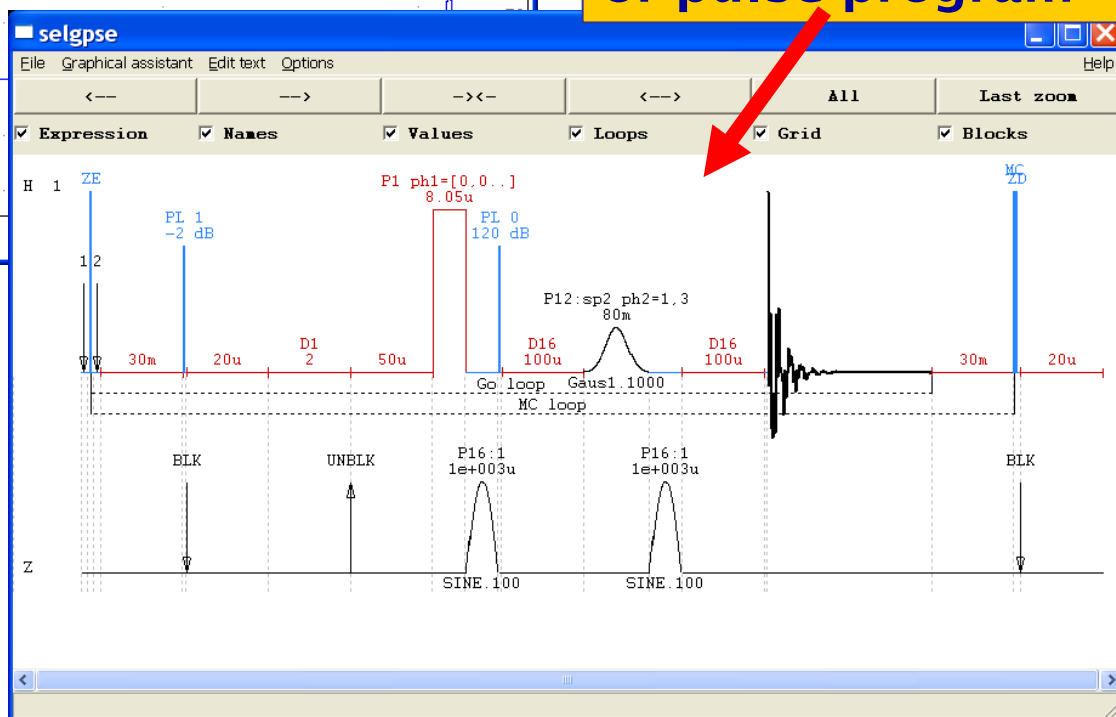 or pulse program
selgpse
File Graphical assistant Edit text Options Help
<-- --> -><- <--> All Last zoom
Expression Names Values Loops Grid Blocks
H 1
ZE
P1 ph1=[0,0..]
8.05u
MC
ZD
PL 1
-2 dB
PL 0
120 dB
1 2
P12:sp2 ph2=1,3
80m
30m 20u
D1
2
50u
D16
100u
D16
100u
30m 20u
Go loop Gaus1.1000
MC loop
BLK UNBLK
P16:1
1e+003u
P16:1
1e+003u
BLK
Z
SINE.100 SINE.100